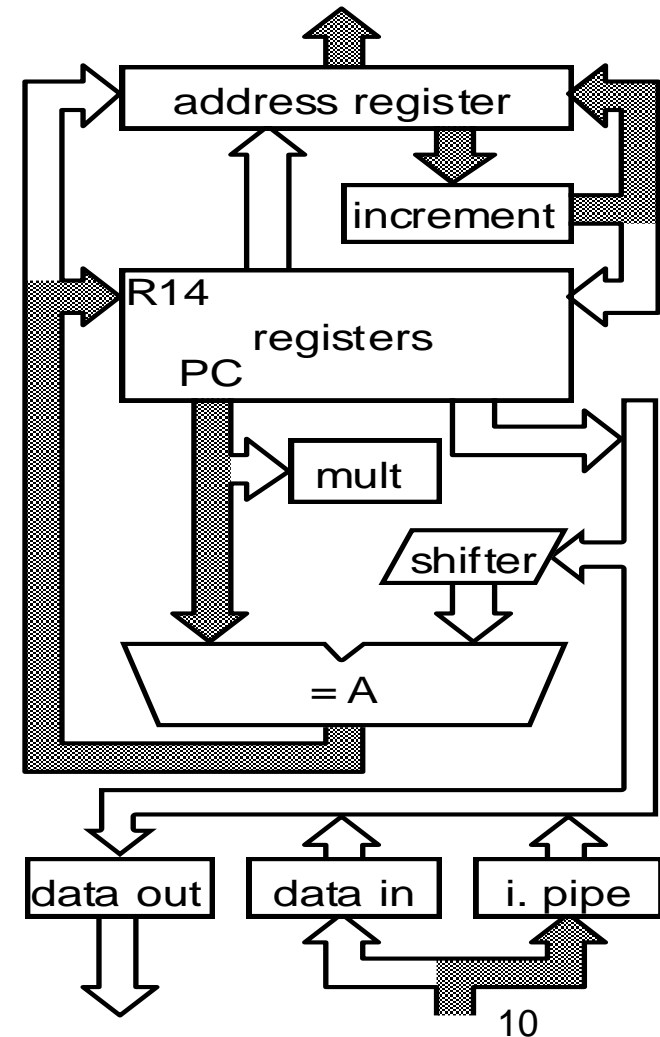 address register
increment
R14
registers
PC
mult
shifter
= A
data out
data in
i. pipe
10